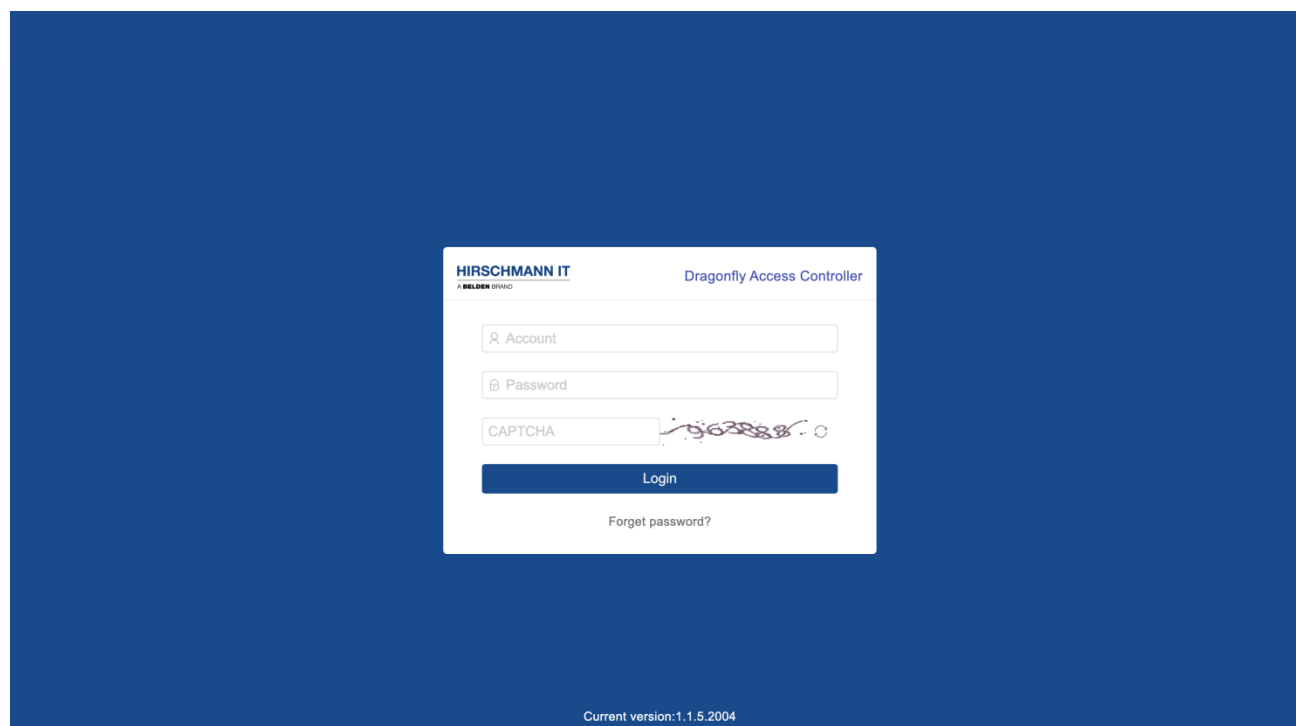 HIRSCHMANN IT
A BELDEN BRAND
Dragonfly Access Controller
Account
Password
CAPTCHA
Login
Forget password?
Current version:1.1.5.2004